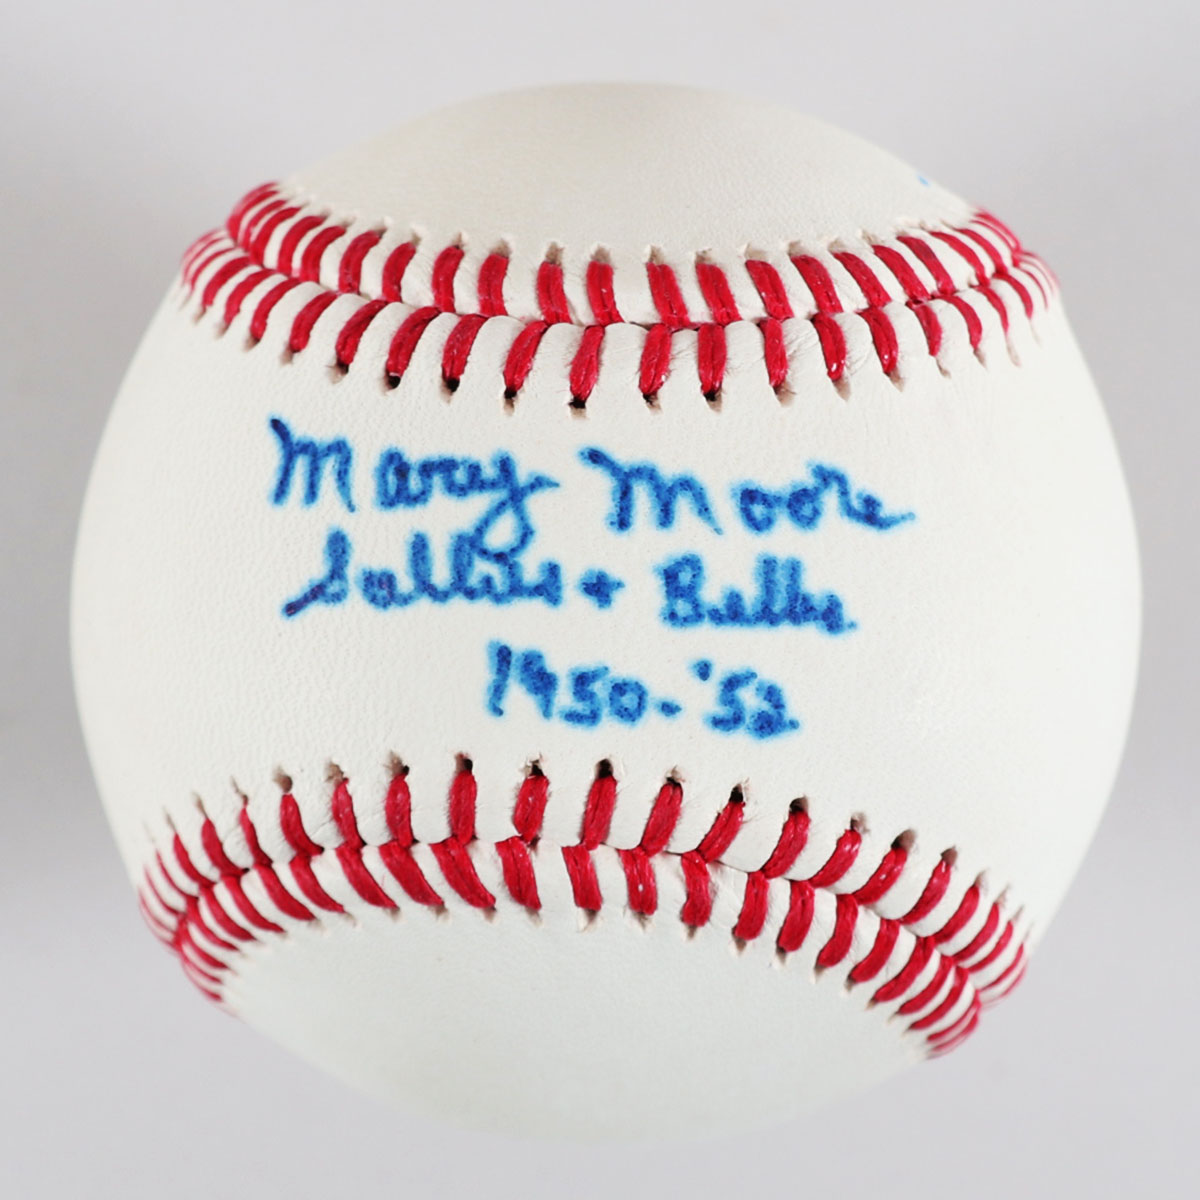 Mary Moore
Sallies + Belles
1950-'52